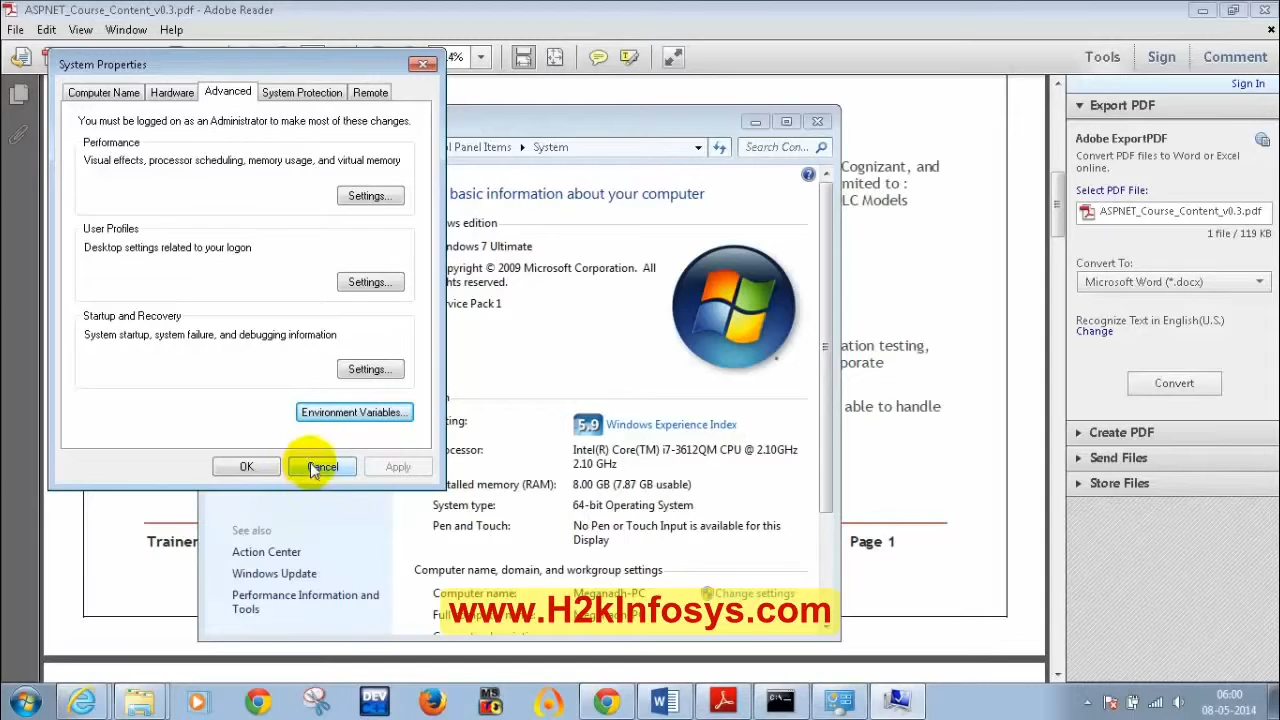 ASPNET_Course_Content_v0.3.pdf - Adobe Reader
File Edit View Window Help
4%
Tools Sign Comment
System Properties
Computer Name Hardware Advanced System Protection Remote
You must be logged on as an Administrator to make most of these changes.
Performance
Visual effects, processor scheduling, memory usage, and virtual memory
Settings...
User Profiles
Desktop settings related to your logon
Settings...
Startup and Recovery
System startup, system failure, and debugging information
Settings...
Environment Variables...
OK Cancel Apply
l Panel Items System
Search Con...
basic information about your computer
ws edition
ndows 7 Ultimate
pyright © 2009 Microsoft Corporation. All
ghts reserved.
rvice Pack 1
ting: 5.9 Windows Experience Index
ocessor: Intel(R) Core(TM) i7-3612QM CPU @ 2.10GHz
2.10 GHz
talled memory (RAM): 8.00 GB (7.87 GB usable)
System type: 64-bit Operating System
Pen and Touch: No Pen or Touch Input is available for this
Display
Computer name, domain, and workgroup settings
Computer name: Meganadh-PC Change settings
See also
Action Center
Windows Update
Performance Information and
Tools
www.H2kInfosys.com
Cognizant, and
mited to :
LC Models
ation testing,
porate
able to handle
Trainer
Page 1
Sign In
Export PDF
Adobe ExportPDF
Convert PDF files to Word or Excel
online.
Select PDF File:
ASPNET_Course_Content_v0.3.pdf
1 file / 119 KB
Convert To:
Microsoft Word (*.docx)
Recognize Text in English(U.S.)
Change
Convert
Create PDF
Send Files
Store Files
DEV
MS
06:00
08-05-2014